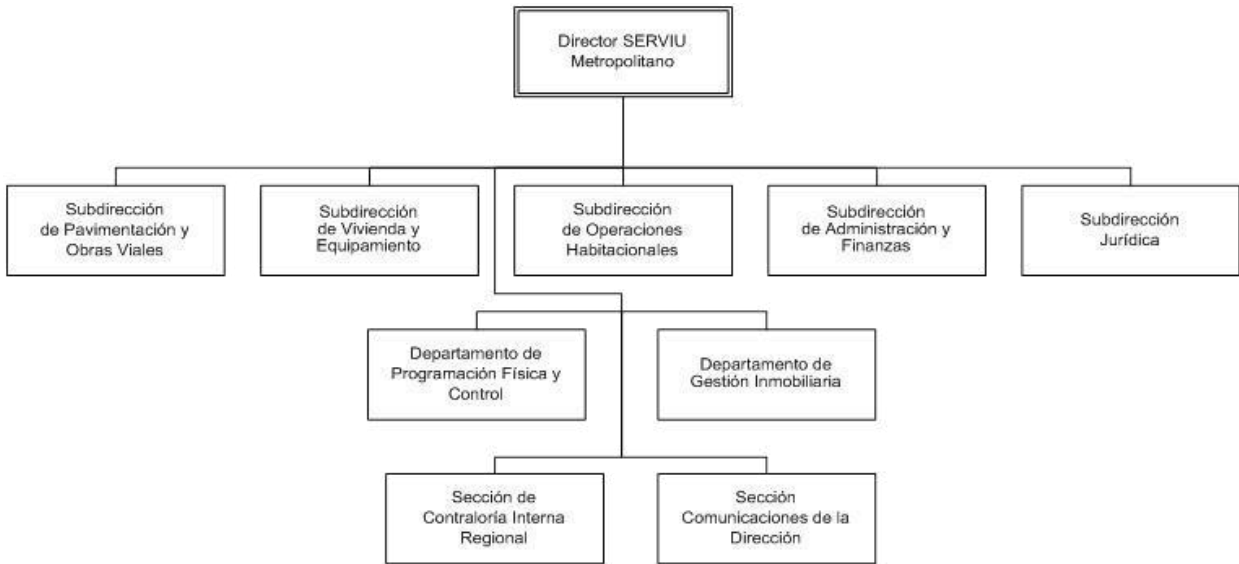 Director SERVIU
Metropolitano
Subdirección
de Pavimentación y
Obras Viales
Subdirección
de Vivienda y
Equipamiento
Subdirección
de Operaciones
Habitacionales
Subdirección
de Administración y
Finanzas
Subdirección
Jurídica
Departamento de
Programación Física y
Control
Departamento de
Gestión Inmobiliaria
Sección de
Contraloría Interna
Regional
Sección
Comunicaciones de la
Dirección